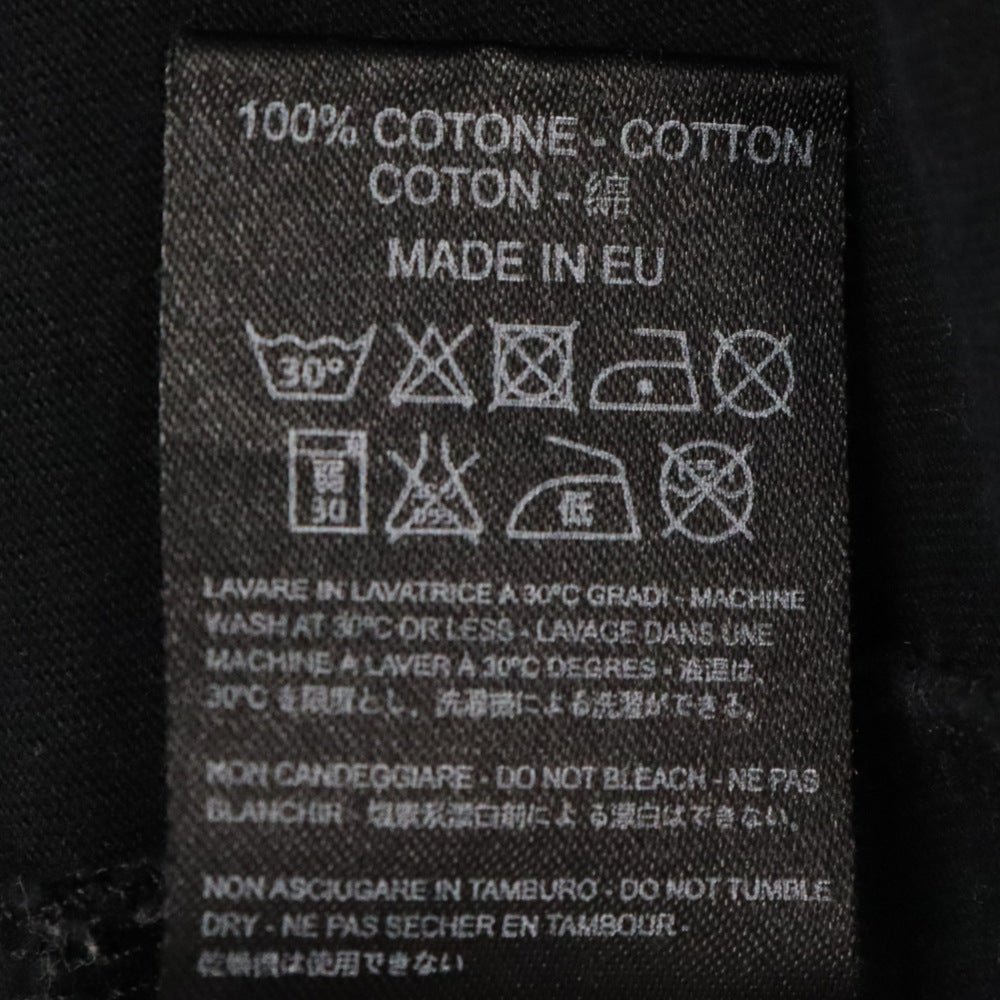 100% COTONE - COTTON
COTON - 綿
MADE IN EU
30°
弱
30
低
LAVARE IN LAVATRICE A 30°C GRADI - MACHINE
WASH AT 30°C OR LESS - LAVAGE DANS UNE
MACHINE A LAVER A 30°C DEGRES - 液温は、
30°C を限度とし、洗濯機による洗濯ができる。
NON CANDEGGIARE - DO NOT BLEACH - NE PAS
BLANCHIR - 塩素系漂白剤による漂白はできない。
NON ASCIUGARE IN TAMBURO - DO NOT TUMBLE
DRY - NE PAS SECHER EN TAMBOUR -
乾燥機は使用できない